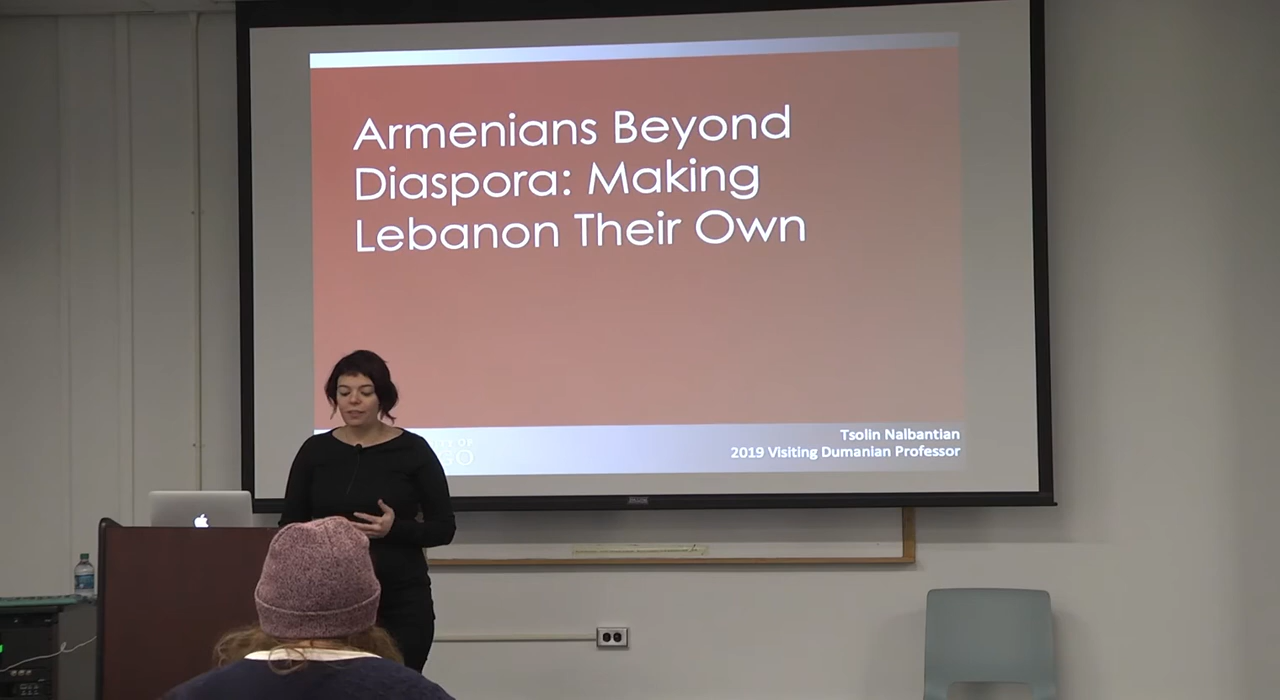 Armenians Beyond
Diaspora: Making
Lebanon Their Own
Tsolin Nalbantian
2019 Visiting Dumanian Professor